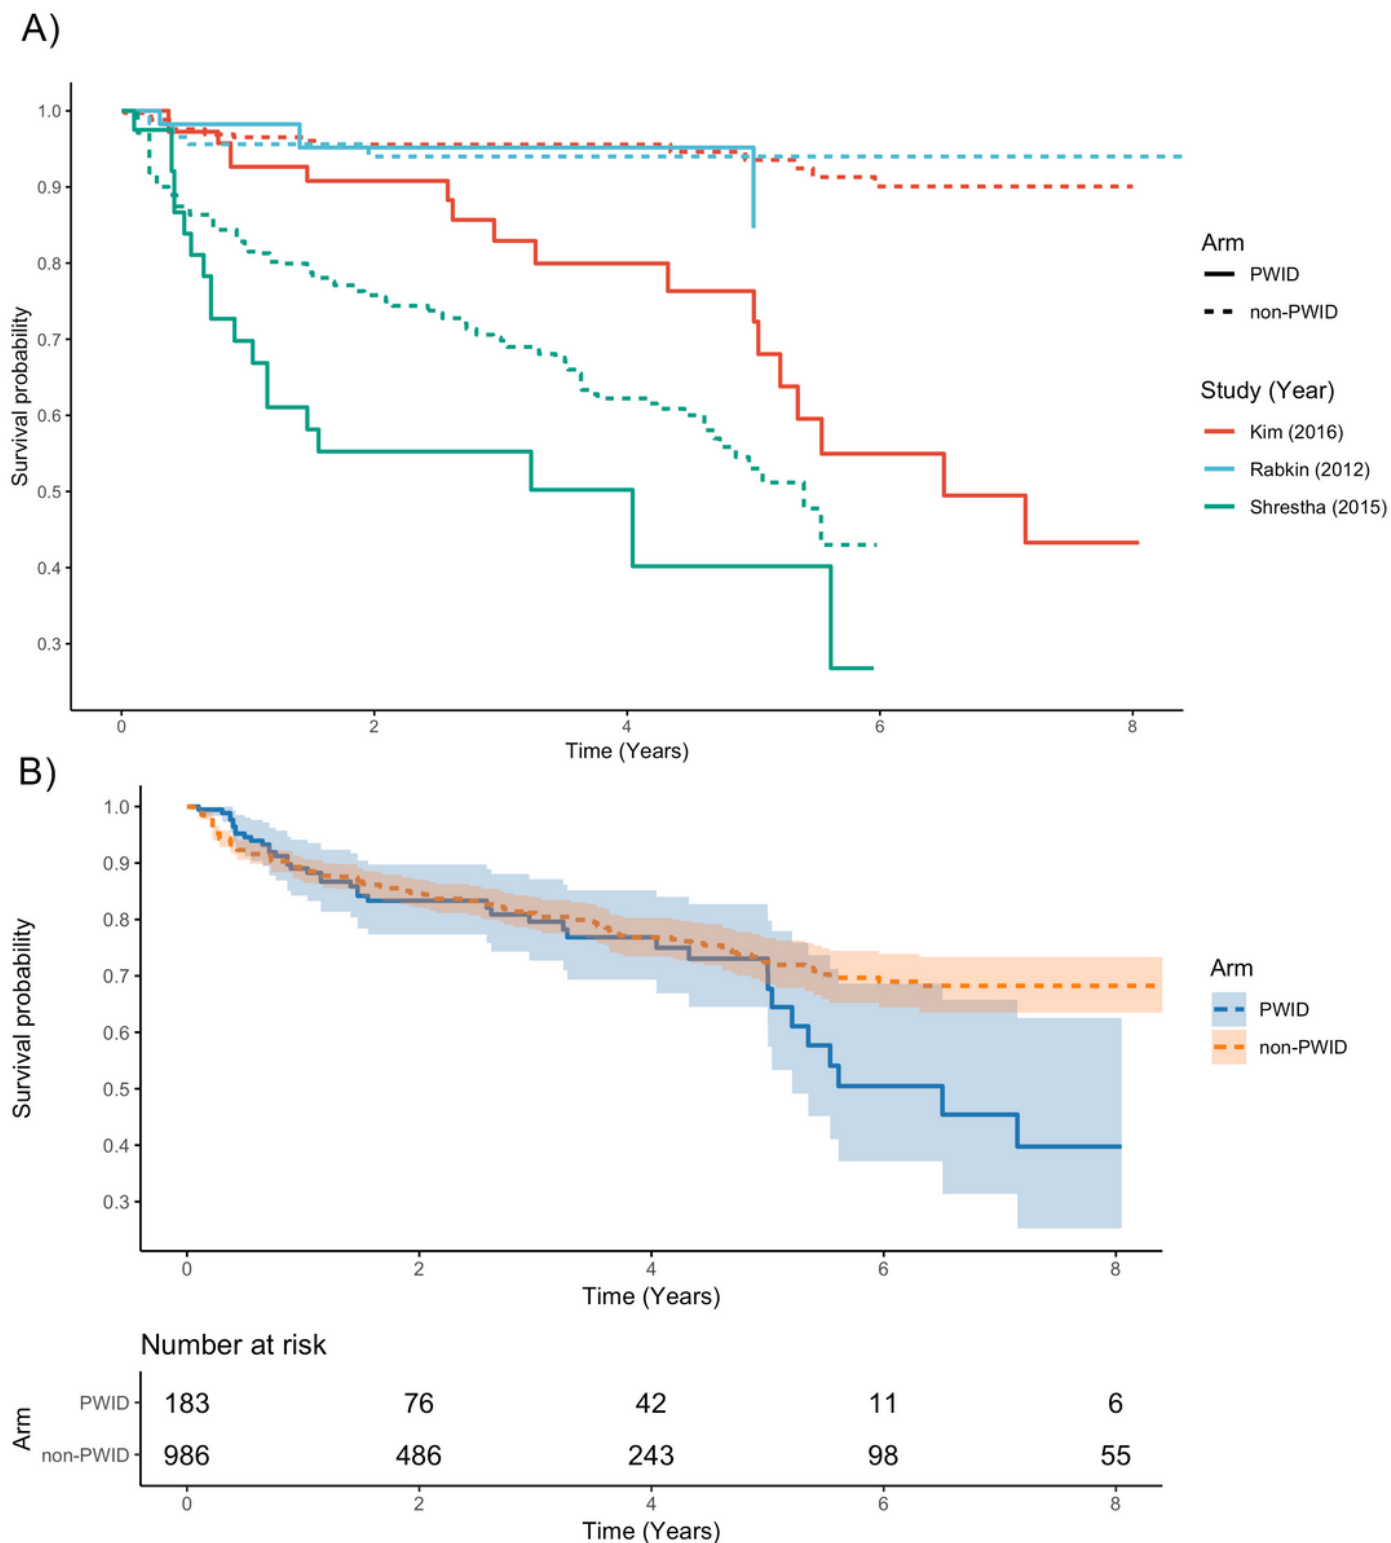 A)
1.0
0.9
0.8
0.7
0.6
0.5
0.4
0.3
Survival probability
0 2 4 6 8
Time (Years)
Arm
PWID
non-PWID
Study (Year)
Kim (2016)
Rabkin (2012)
Shrestha (2015)
B)
1.0
0.9
0.8
0.7
0.6
0.5
0.4
0.3
Survival probability
0 2 4 6 8
Time (Years)
Arm
PWID
non-PWID
Number at risk
Arm
PWID 183 76 42 11 6
non-PWID 986 486 243 98 55
0 2 4 6 8
Time (Years)